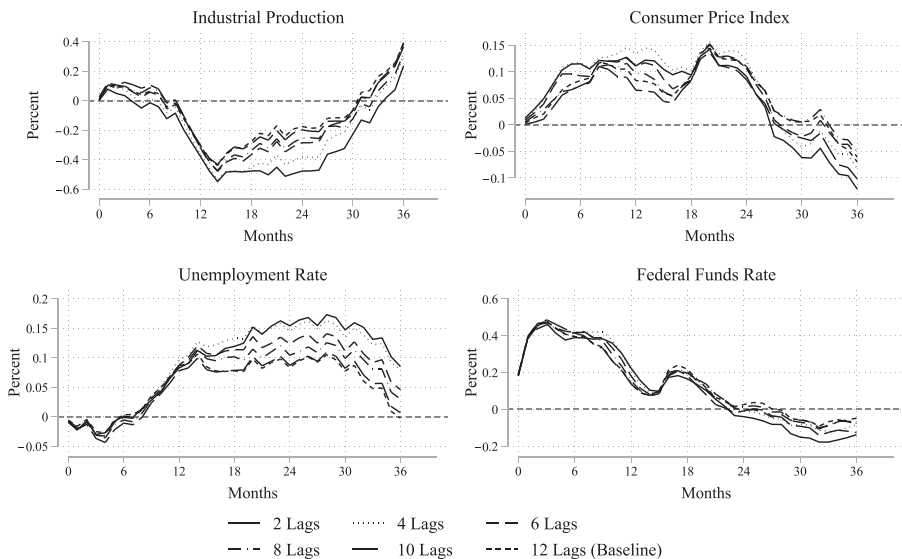 Industrial Production
Consumer Price Index
0.4
0.2
0
−0.2
−0.4
−0.6
Percent
0 6 12 18 24 30 36
Months
0.15
0.1
0.05
0
−0.05
−0.1
Percent
0 6 12 18 24 30 36
Months
Unemployment Rate
Federal Funds Rate
0.2
0.15
0.1
0.05
0
−0.05
Percent
0 6 12 18 24 30 36
Months
0.6
0.4
0.2
0
−0.2
Percent
0 6 12 18 24 30 36
Months
2 Lags 4 Lags 6 Lags
8 Lags 10 Lags 12 Lags (Baseline)